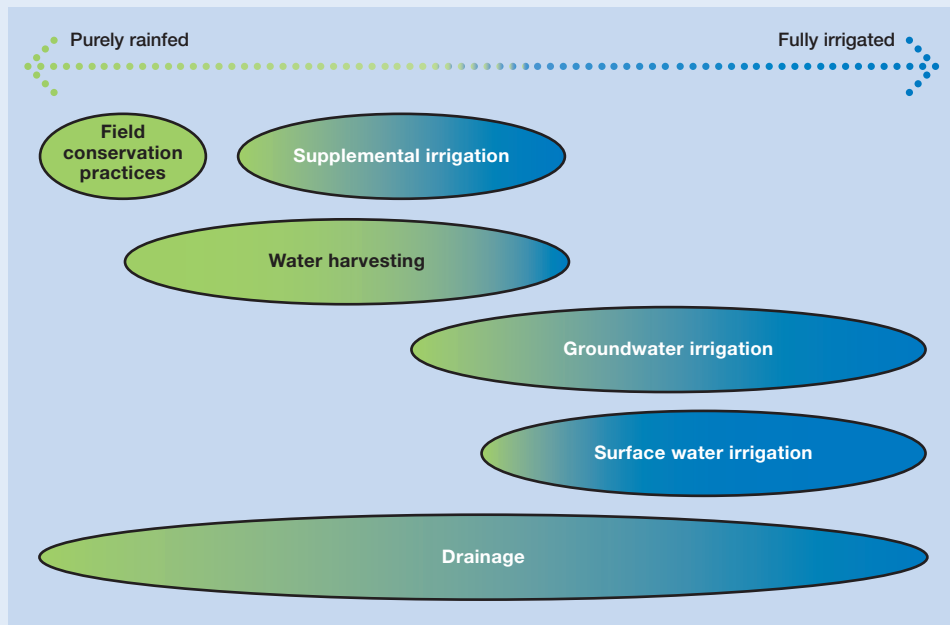 Purely rainfed
Fully irrigated
Field
conservation
practices
Supplemental irrigation
Water harvesting
Groundwater irrigation
Surface water irrigation
Drainage